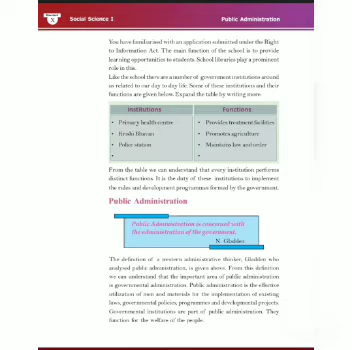 Standard
X
Social Science I
Public Administration
You have familiarised with an application submitted under the Right
to Information Act. The main function of the school is to provide
learning opportunities to students. School libraries play a prominent
role in this.
Like the school there are a number of government institutions around
us related to our day to day life. Some of these institutions and their
functions are given below. Expand the table by writing more.
Institutions
Functions
• Primary health centre
• Provides treatment facilities
• Krishi Bhavan
• Promotes agriculture
• Police station
• Maintains law and order
•
•
From the table we can understand that every institution performs
distinct functions. It is the duty of these institutions to implement
the rules and development programmes formed by the government.
Public Administration
Public Administration is concerned with
the administration of the government.
N. Gladden
The definition of a western administrative thinker, Gladden who
analysed public administration, is given above. From this definition
we can understand that the important area of public administration
is governmental administration. Public administration is the effective
utilization of men and materials for the implementation of existing
laws, governmental policies, programmes and developmental projects.
Governmental institutions are part of public administration. They
function for the welfare of the people.